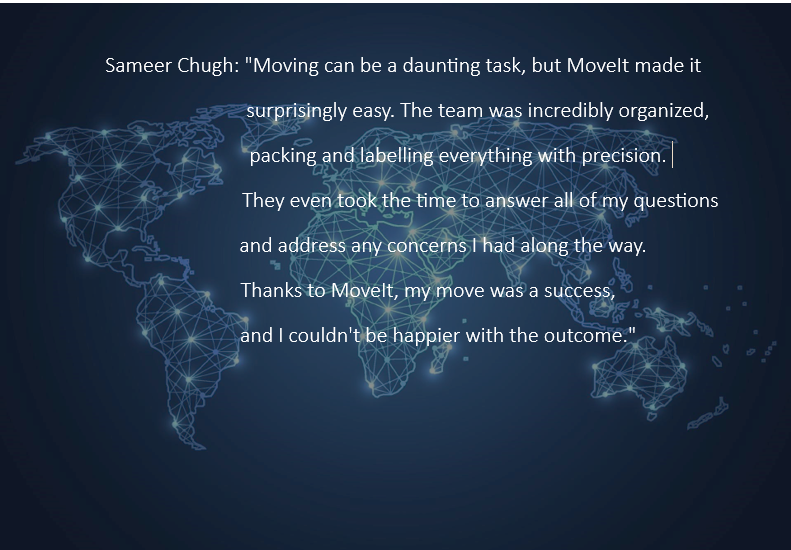 Sameer Chugh: "Moving can be a daunting task, but MoveIt made it
surprisingly easy. The team was incredibly organized,
packing and labelling everything with precision.
They even took the time to answer all of my questions
and address any concerns I had along the way.
Thanks to MoveIt, my move was a success,
and I couldn't be happier with the outcome."